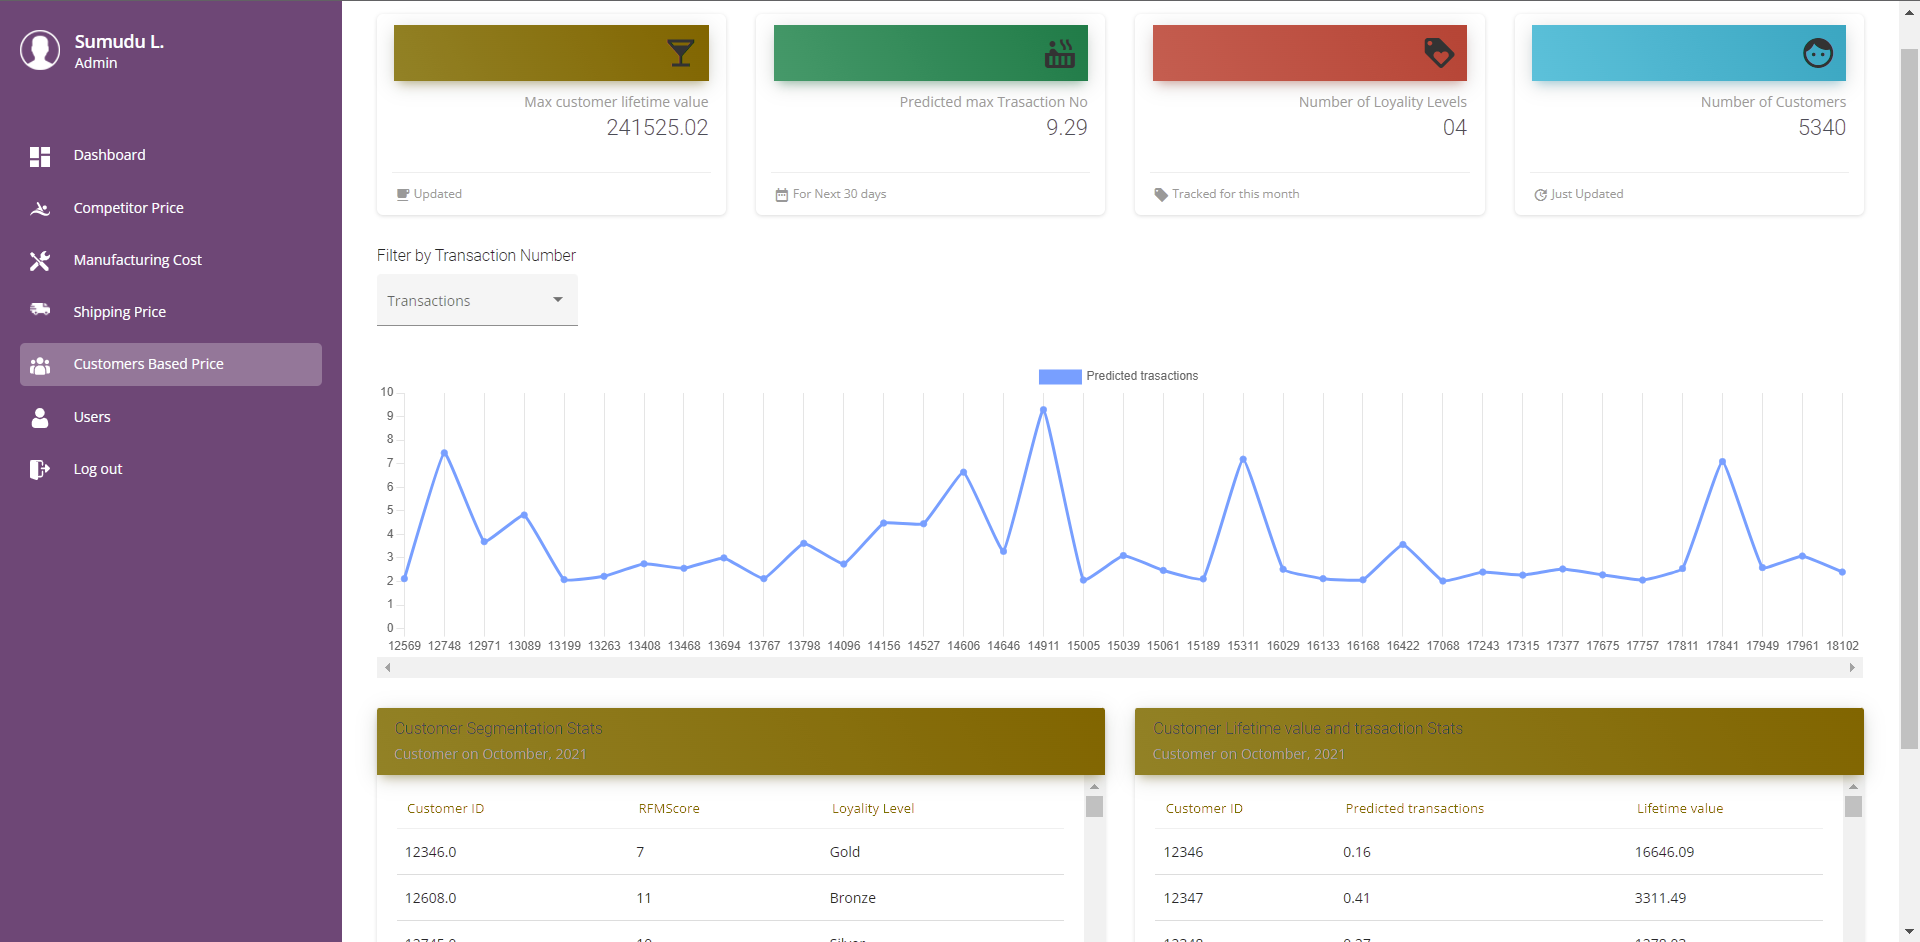 Sumudu L.
Admin
Dashboard
Competitor Price
Manufacturing Cost
Shipping Price
Customers Based Price
Users
Log out
Max customer lifetime value
241525.02
Updated
Predicted max Trasaction No
9.29
For Next 30 days
Number of Loyality Levels
04
Tracked for this month
Number of Customers
5340
Just Updated
Filter by Transaction Number
Transactions
Predicted trasactions
10
9
8
7
6
5
4
3
2
1
0
12569 12748 12971 13089 13199 13263 13408 13468 13694 13767 13798 14096 14156 14527 14606 14646 14911 15005 15039 15061 15189 15311 16029 16133 16168 16422 17068 17243 17315 17377 17675 17757 17811 17841 17949 17961 18102
Customer Segmentation Stats
Customer on Octomber, 2021
Customer ID RFMScore Loyality Level
12346.0 7 Gold
12608.0 11 Bronze
Customer Lifetime value and trasaction Stats
Customer on Octomber, 2021
Customer ID Predicted transactions Lifetime value
12346 0.16 16646.09
12347 0.41 3311.49